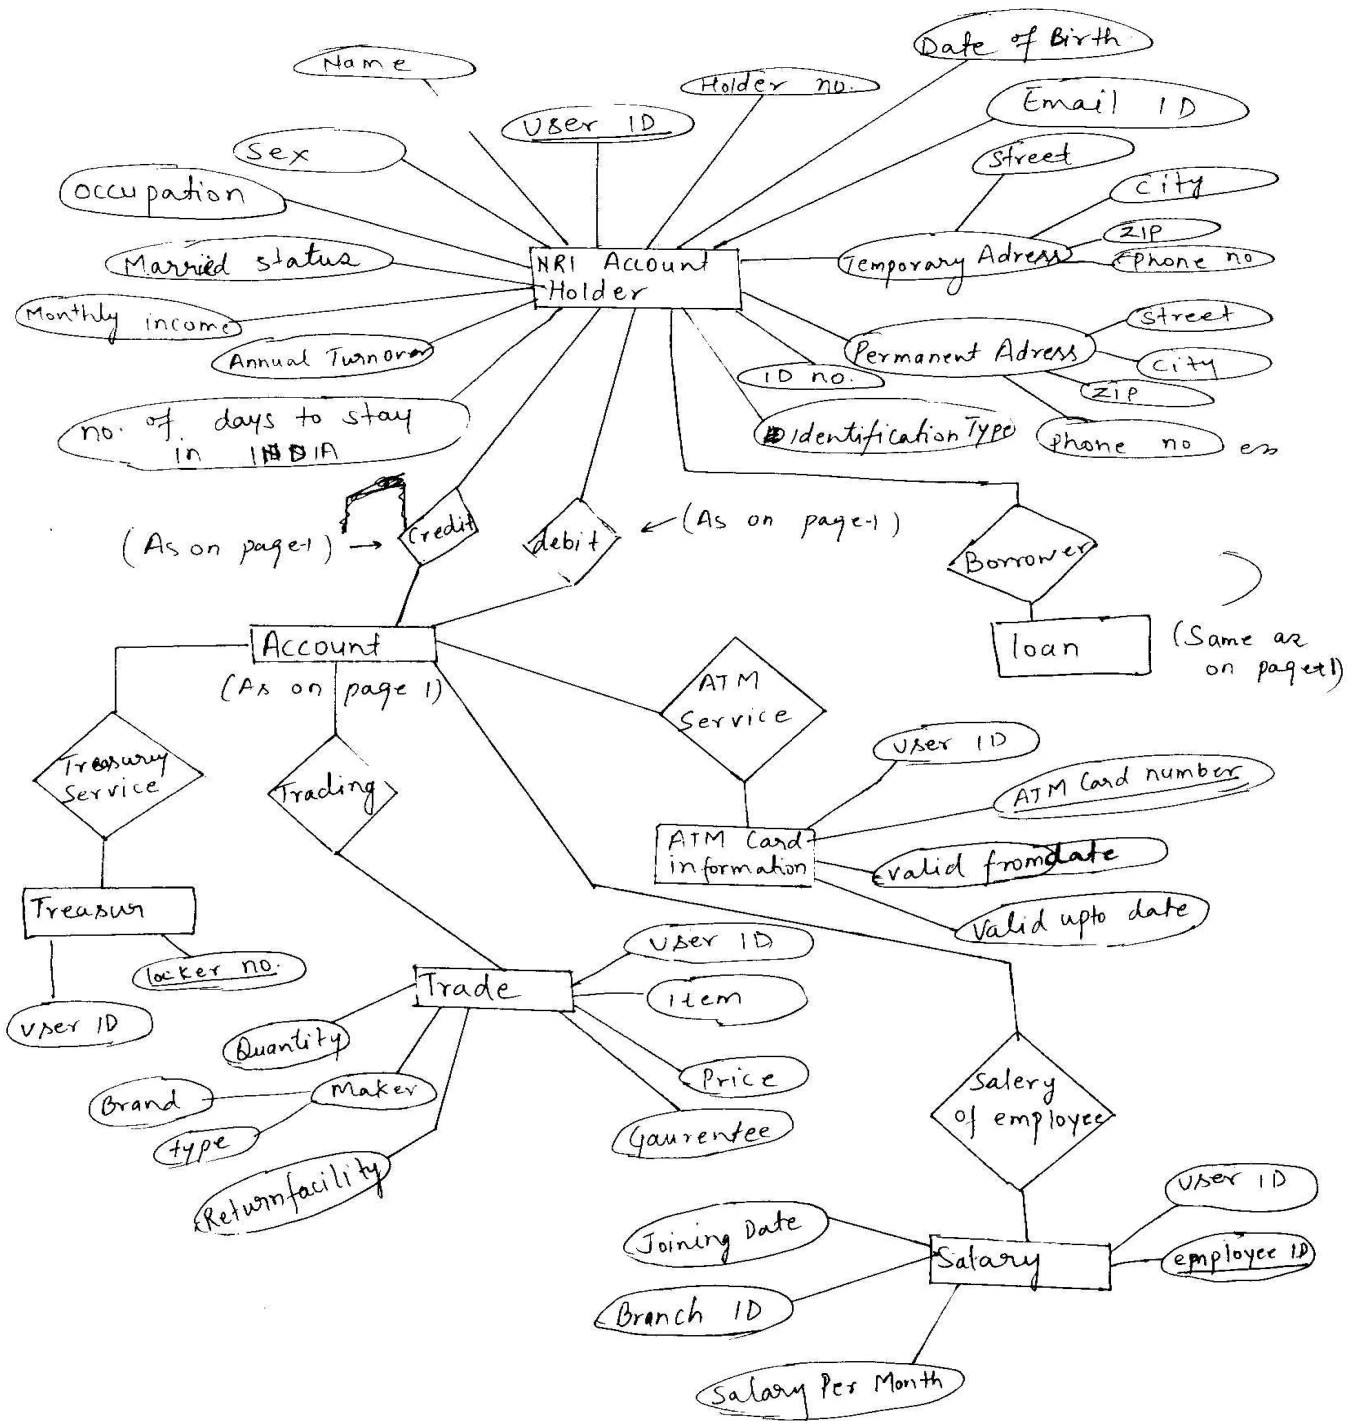 Date of Birth
Name
Holder no.
Email ID
User ID
Sex
Street
City
Occupation
ZIP
Married status
NRI Account
Holder
Temporary Adress
phone no
Monthly income
Street
Annual Turnover
Permanent Adress
City
ID no.
ZIP
no. of days to stay
in INDIA
Identification Type
phone no
es
(As on page-1)
Credit
debit
(As on page-1)
Borrower
Account
(As on page 1)
loan
(Same as
on page 1)
ATM
Service
User ID
Treasury
Service
Trading
ATM Card number
ATM Card
information
Valid from date
Treasur
Valid upto date
User ID
locker no.
Trade
item
User ID
Quantity
Price
Maker
Brand
Salery
of employee
Gaurentee
type
Return facility
User ID
Joining Date
Salary
employee ID
Branch ID
Salary Per Month